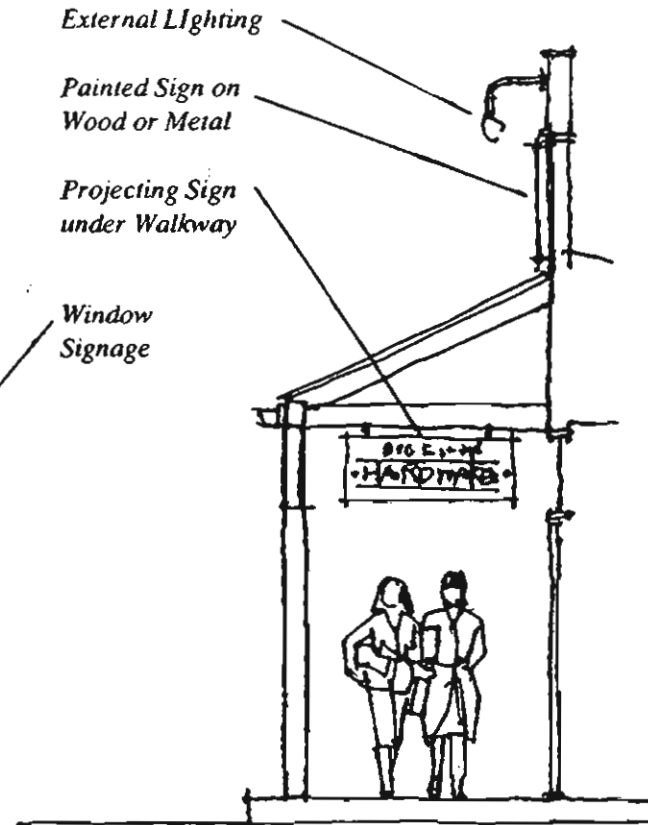 External LIghting
Painted Sign on
Wood or Metal
Projecting Sign
under Walkway
Window
Signage
HARDWARE